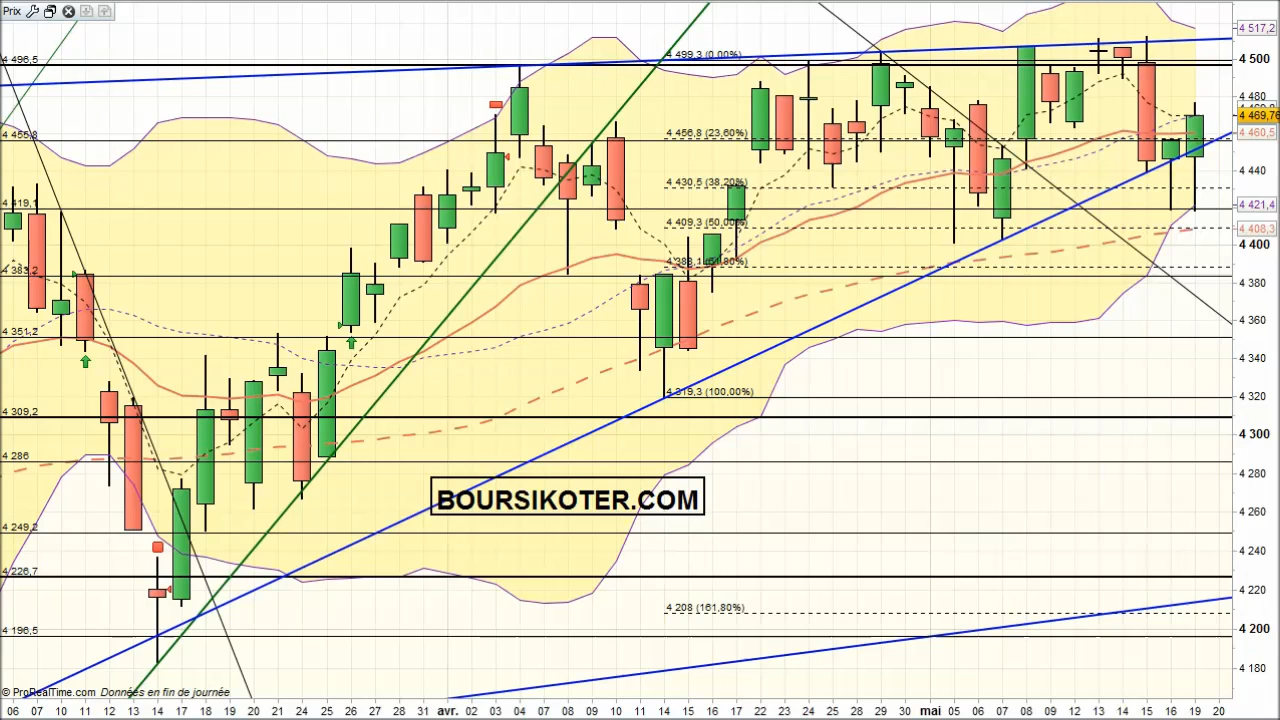 Prix
4 517,2
4 499,3 (0,00%)
4 496,5
4 500
4 480
4 469,76
4 456,8 (23,60%)
4 455,8
4 460,5
4 440
4 430,5 (38,20%)
4 419,1
4 421,4
4 409,3 (50,00%)
4 408,3
4 400
4 388,1 (61,80%)
4 383,2
4 380
4 360
4 351,2
4 340
4 319,3 (100,00%)
4 320
4 309,2
4 300
4 286
4 280
BOURSIKOTER.COM
4 260
4 249,2
4 240
4 226,7
4 220
4 208 (161,80%)
4 196,5
4 200
4 180
© ProRealTime.com Données en fin de journée
06 07 10 11 12 13 14 17 18 19 20 21 24 25 26 27 28 31 avr. 02 03 04 07 08 09 10 11 14 15 16 17 22 23 24 25 28 29 30 mai 05 06 07 08 09 12 13 14 15 16 19 20